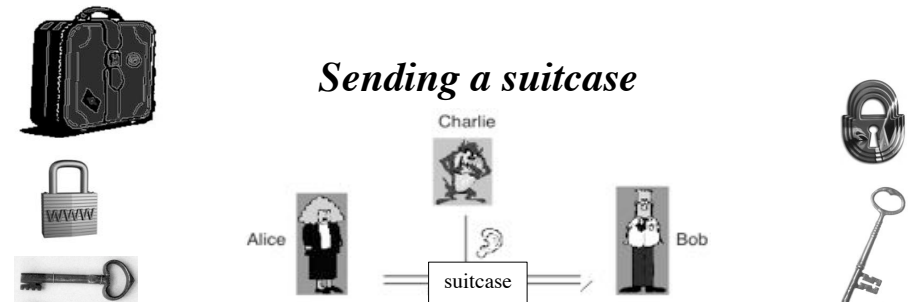 Sending a suitcase
Charlie
WWW
Alice
Bob
suitcase